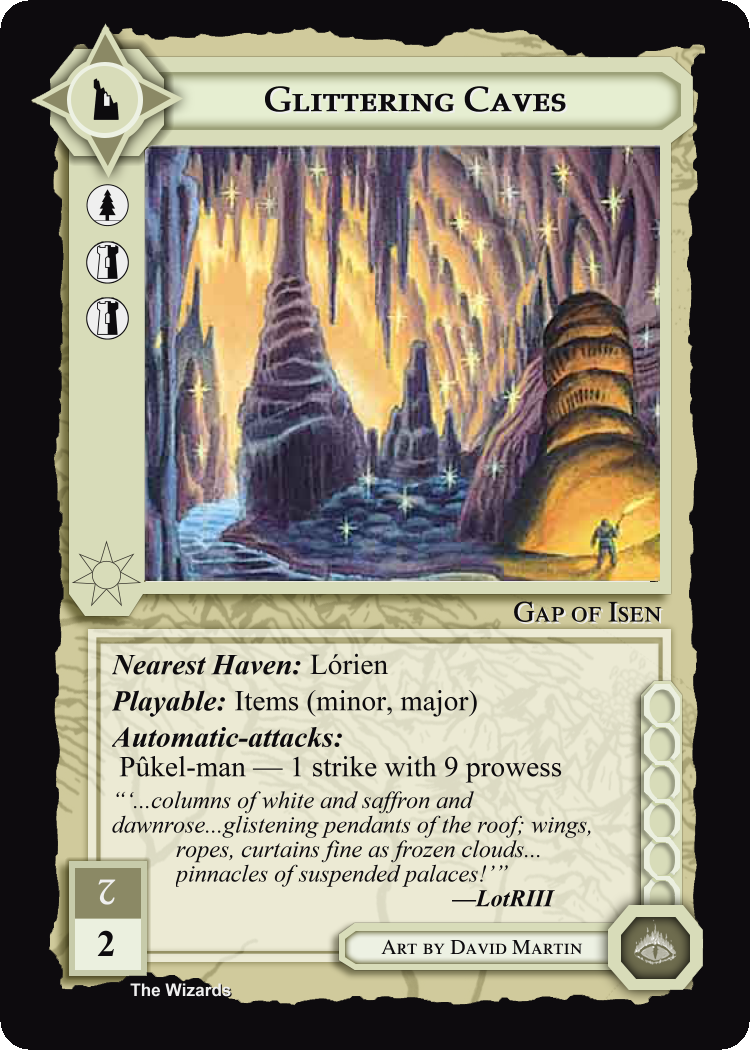 Glittering Caves
Gap of Isen
Nearest Haven: Lórien
Playable: Items (minor, major)
Automatic-attacks:
Pûkel-man — 1 strike with 9 prowess
“‘...columns of white and saffron and
dawnrose...glistening pendants of the roof; wings,
ropes, curtains fine as frozen clouds...
pinnacles of suspended palaces!’”
—LotRIII
2
2
Art by David Martin
The Wizards